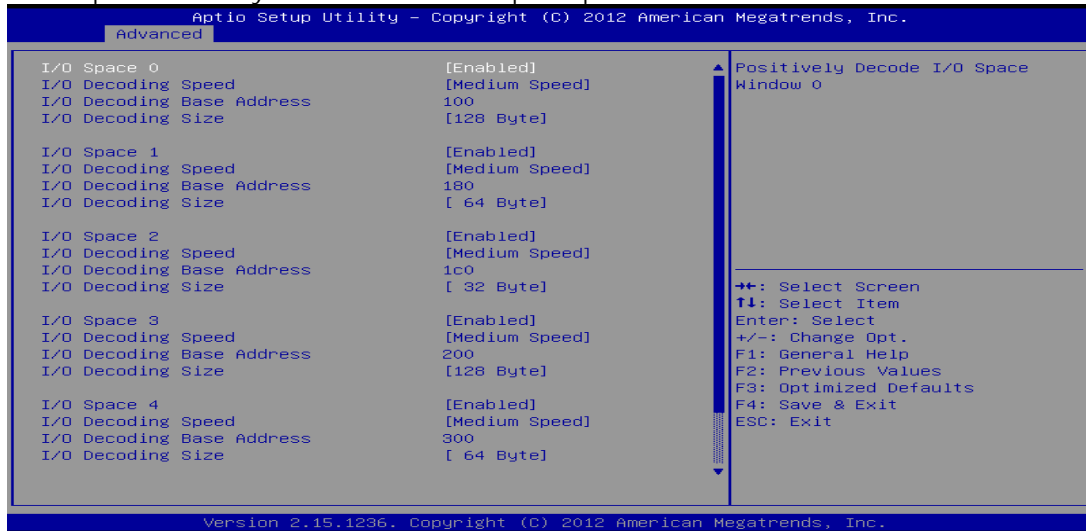 Aptio Setup Utility – Copyright (C) 2012 American Megatrends, Inc.
Advanced
I/O Space 0 [Enabled]
I/O Decoding Speed [Medium Speed]
I/O Decoding Base Address 100
I/O Decoding Size [128 Byte]
I/O Space 1 [Enabled]
I/O Decoding Speed [Medium Speed]
I/O Decoding Base Address 180
I/O Decoding Size [ 64 Byte]
I/O Space 2 [Enabled]
I/O Decoding Speed [Medium Speed]
I/O Decoding Base Address 1c0
I/O Decoding Size [ 32 Byte]
I/O Space 3 [Enabled]
I/O Decoding Speed [Medium Speed]
I/O Decoding Base Address 200
I/O Decoding Size [128 Byte]
I/O Space 4 [Enabled]
I/O Decoding Speed [Medium Speed]
I/O Decoding Base Address 300
I/O Decoding Size [ 64 Byte]
Positively Decode I/O Space
Window 0
→←: Select Screen
↑↓: Select Item
Enter: Select
+/-: Change Opt.
F1: General Help
F2: Previous Values
F3: Optimized Defaults
F4: Save & Exit
ESC: Exit
Version 2.15.1236. Copyright (C) 2012 American Megatrends, Inc.